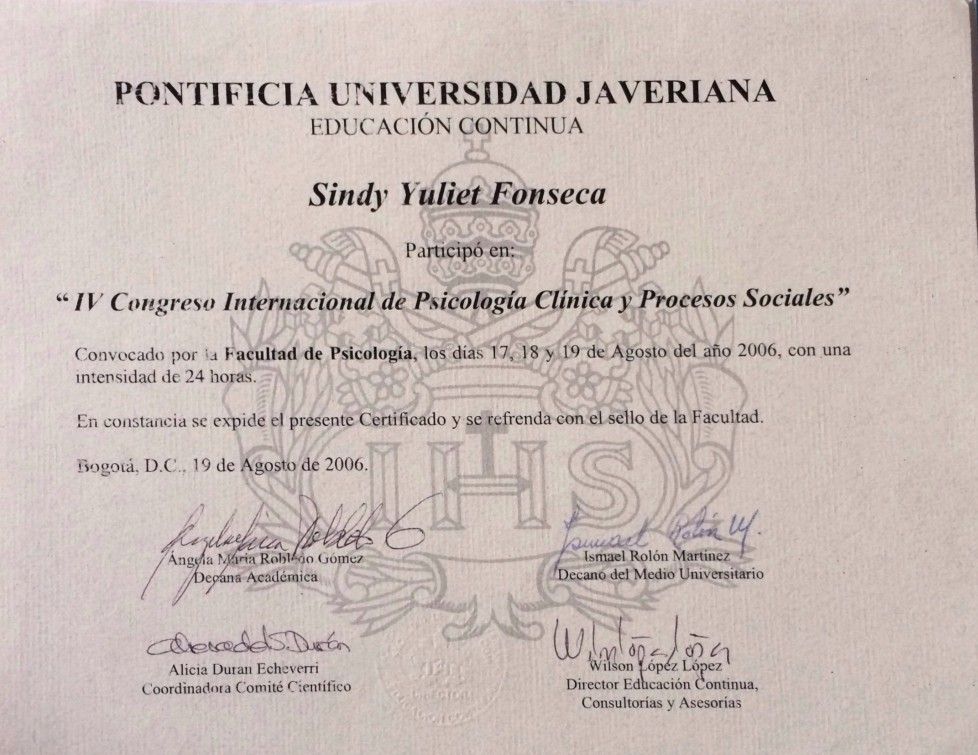 PONTIFICIA UNIVERSIDAD JAVERIANA
EDUCACIÓN CONTINUA
Sindy Yuliet Fonseca
Participó en:
“ IV Congreso Internacional de Psicología Clínica y Procesos Sociales”
Convocado por la Facultad de Psicología, los días 17, 18 y 19 de Agosto del año 2006, con una
intensidad de 24 horas.
En constancia se expide el presente Certificado y se refrenda con el sello de la Facultad.
IHS
Bogotá, D.C., 19 de Agosto de 2006.
Ángela María Robledo Gómez
Decana Académica
Ismael Rolón M.
Ismael Rolón Martínez
Decano del Medio Universitario
Alicia Duran Echeverri
Coordinadora Comité Científico
Wilson López López
Director Educación Continua,
Consultorías y Asesorías